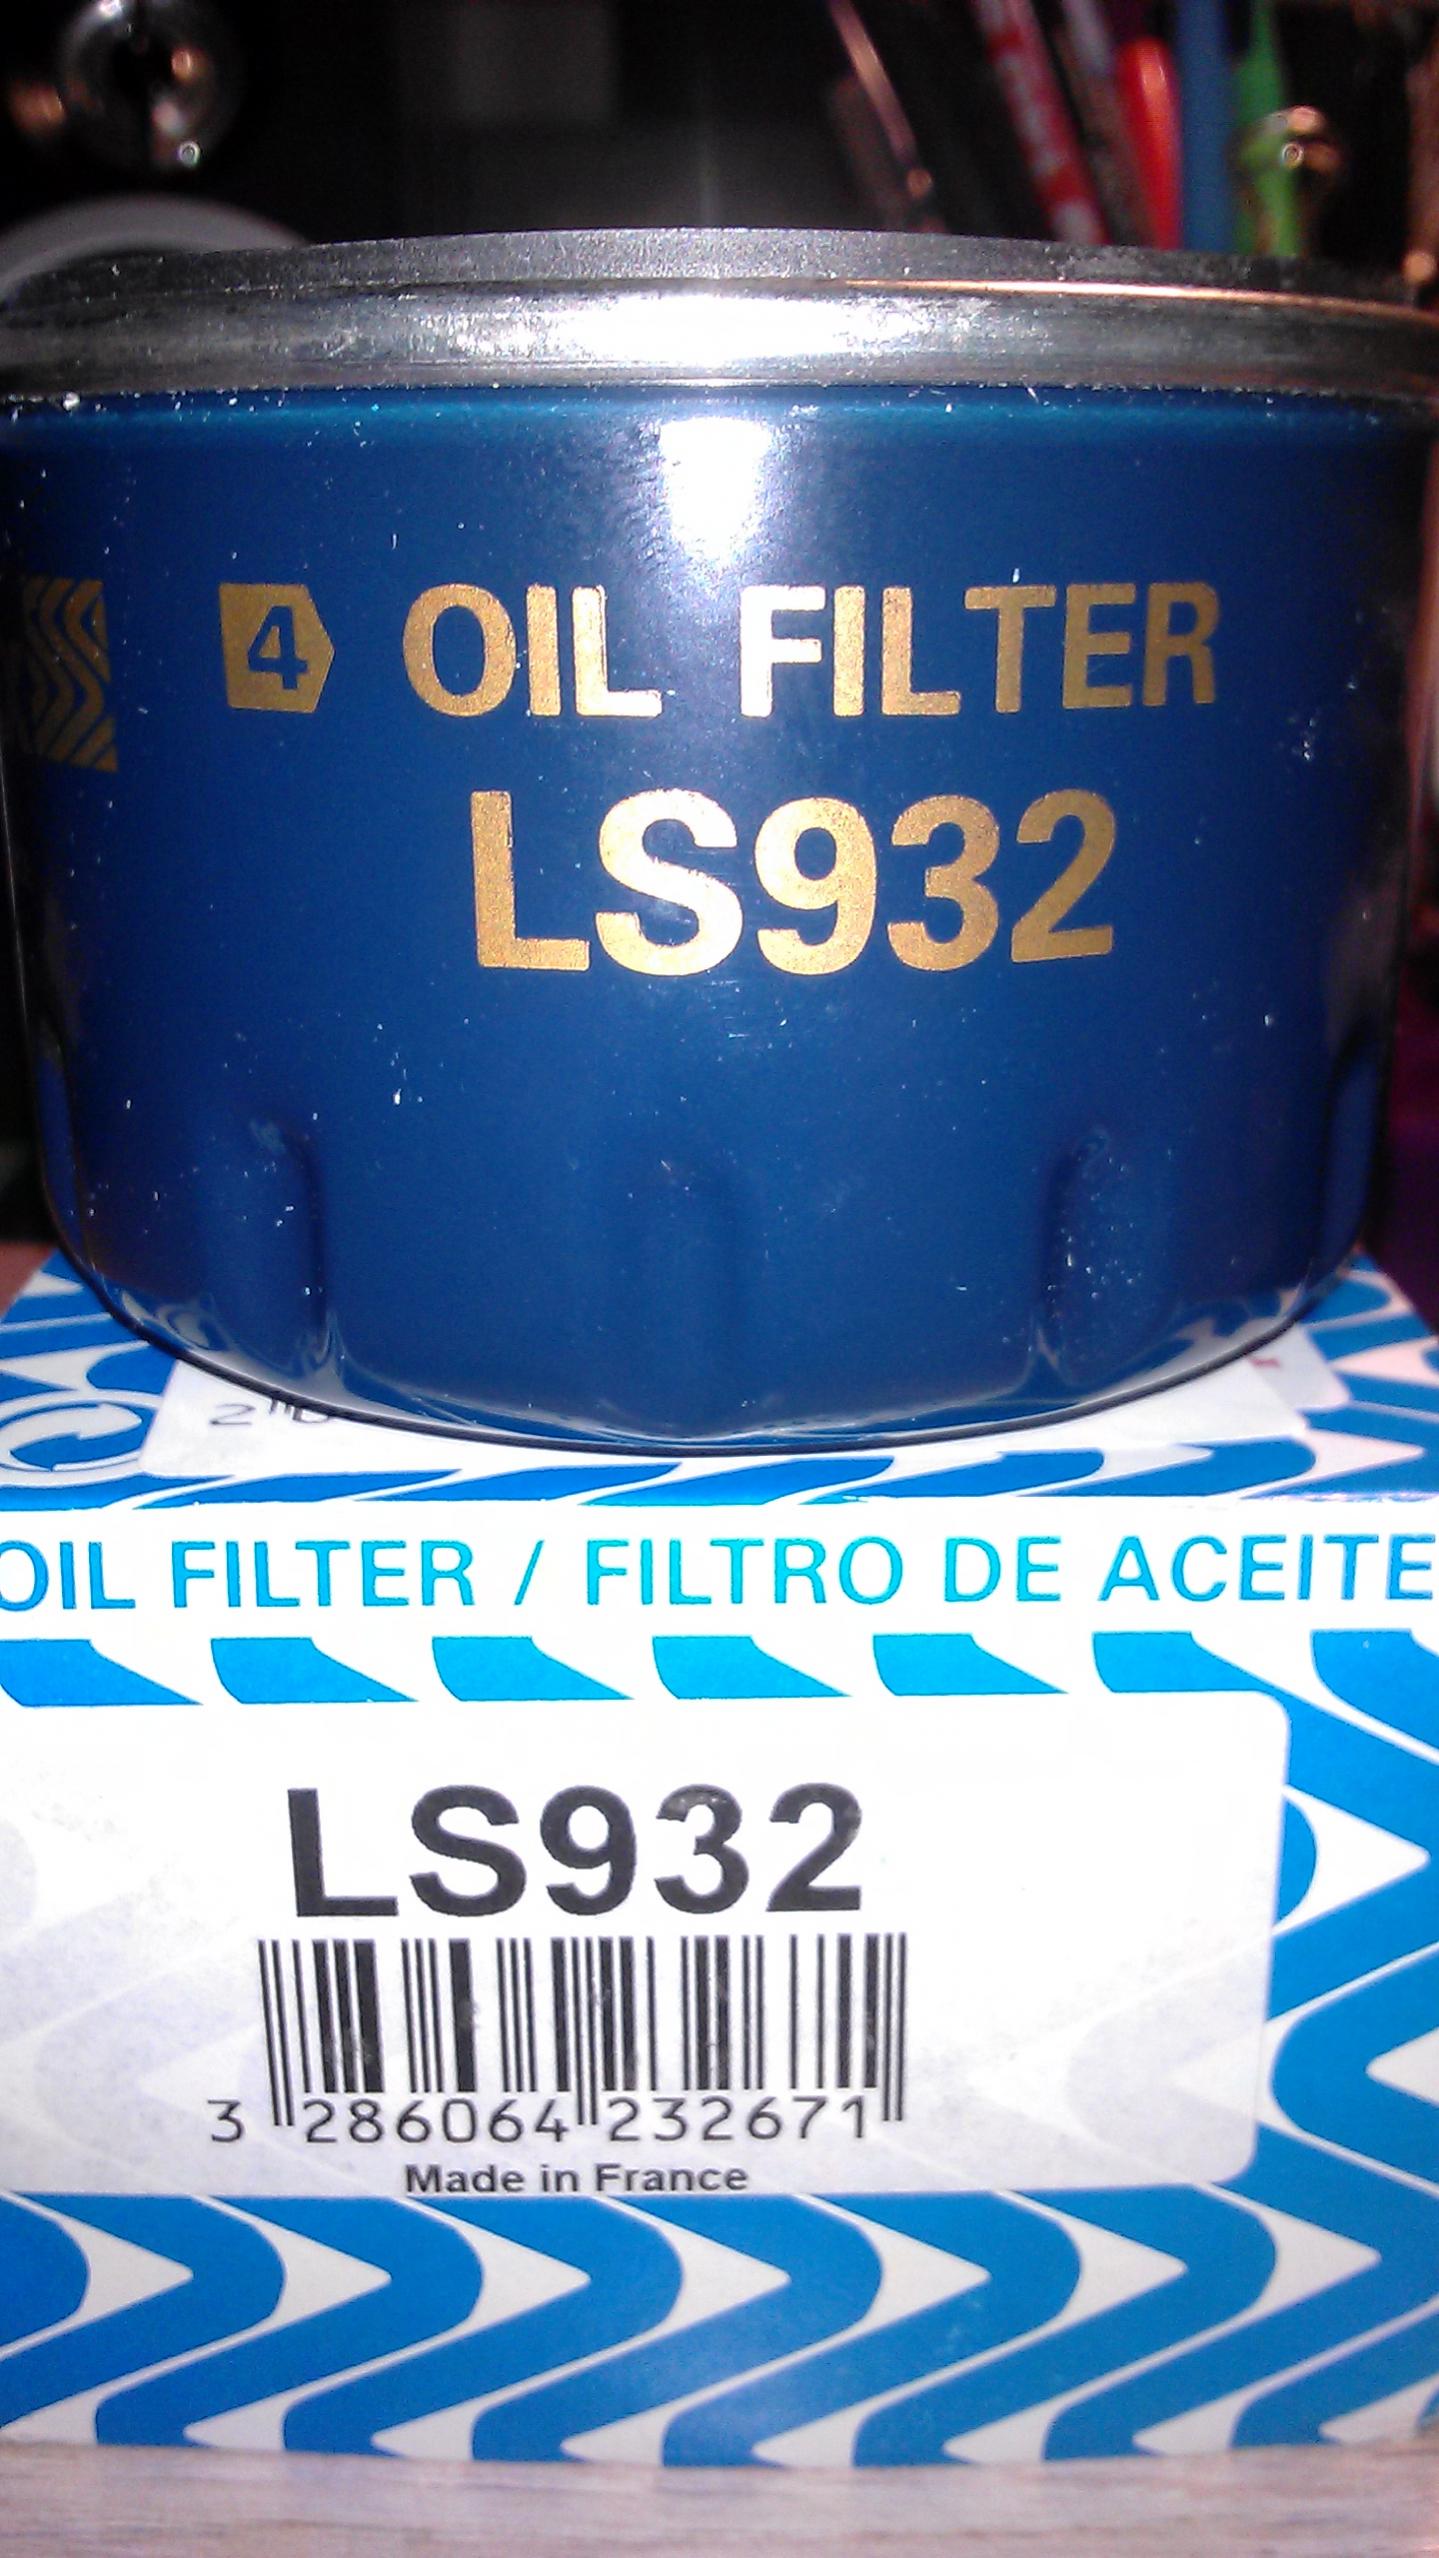 4 OIL FILTER
LS932
OIL FILTER / FILTRO DE ACEITE
LS932
3 286064 232671
Made in France